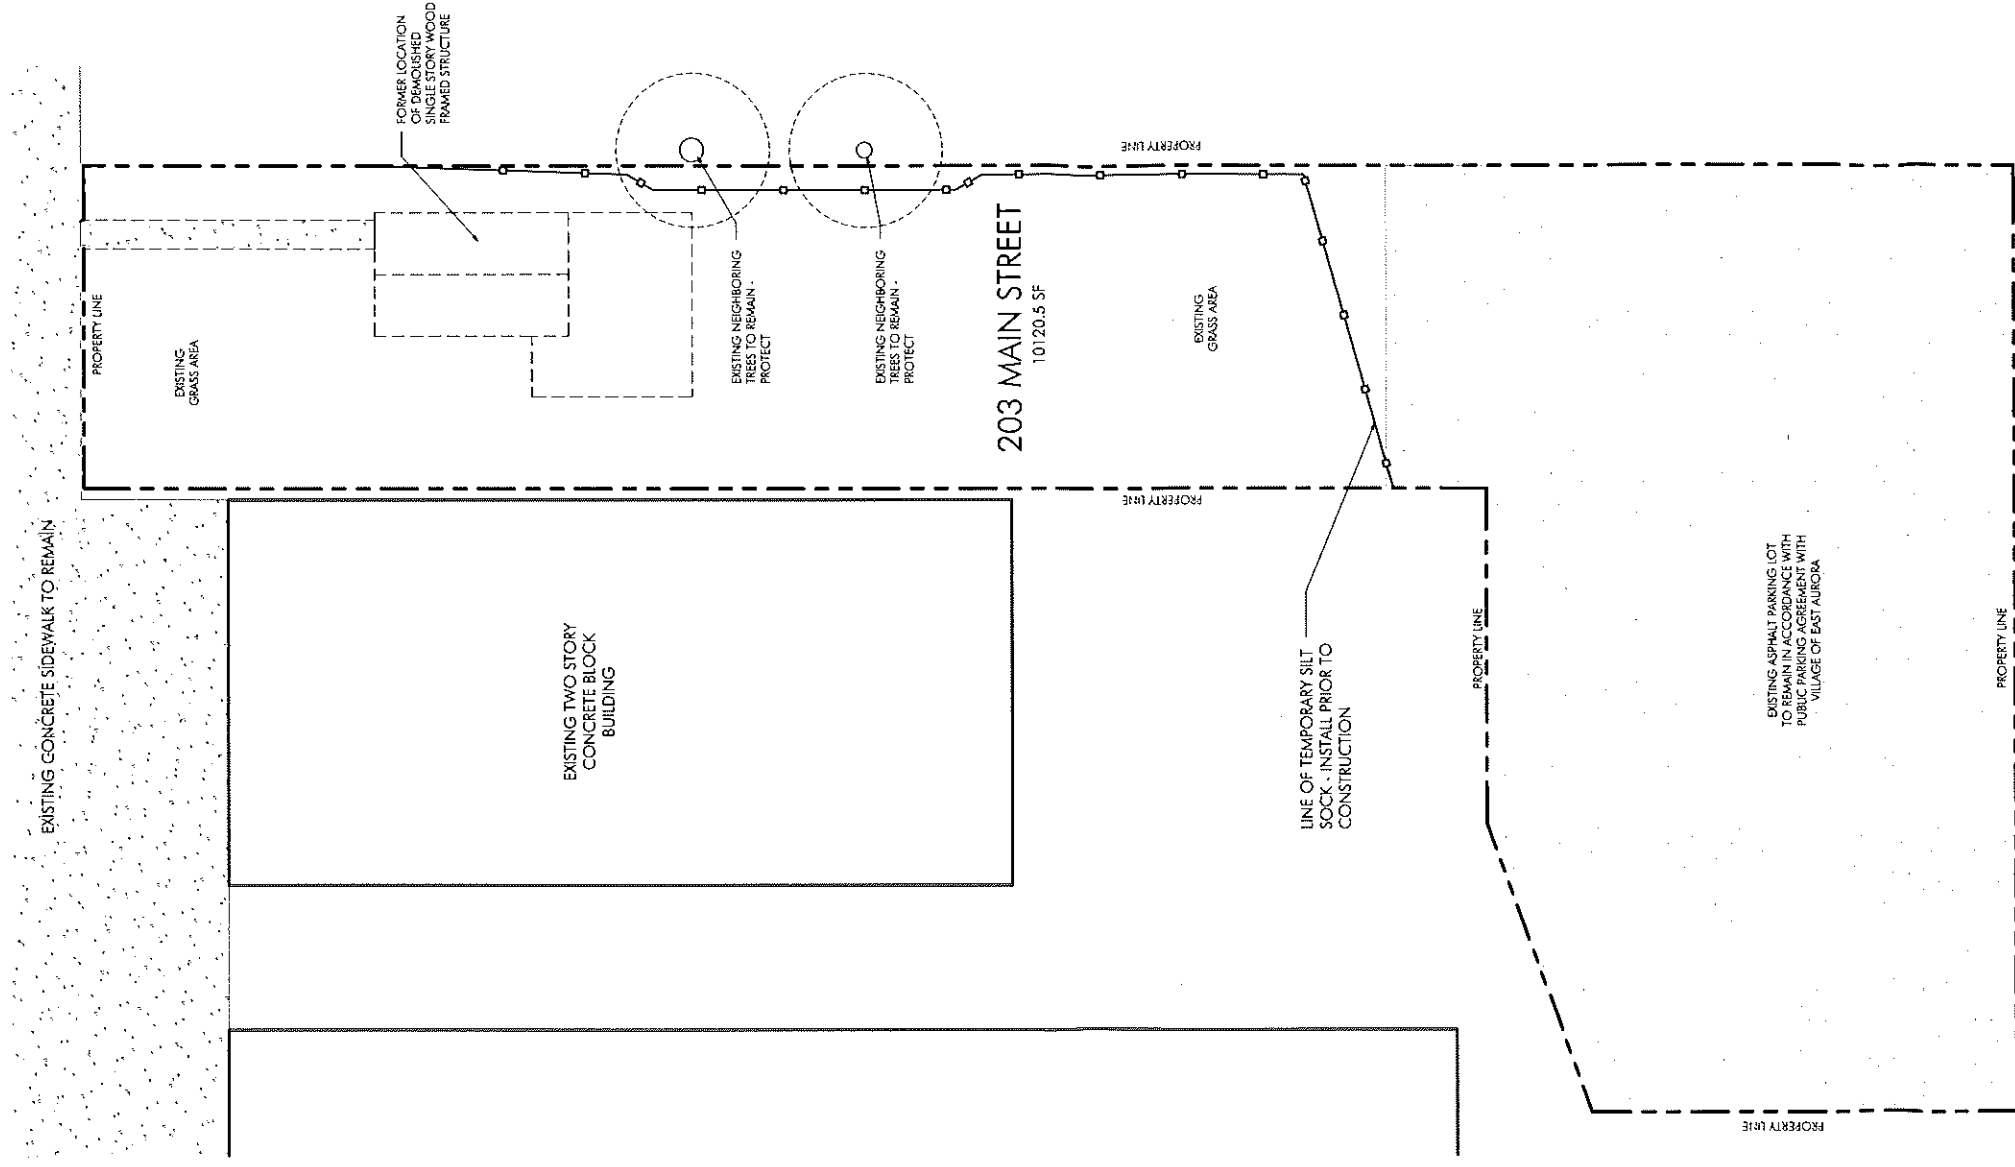 EXISTING CONCRETE SIDEWALK TO REMAIN
PROPERTY LINE
EXISTING
GRASS AREA
FORMER LOCATION
OF DEMOLISHED
SINGLE STORY WOOD
FRAMED STRUCTURE
EXISTING NEIGHBORING
TREES TO REMAIN -
PROTECT
EXISTING NEIGHBORING
TREES TO REMAIN -
PROTECT
203 MAIN STREET
10120.5 SF
PROPERTY LINE
EXISTING
GRASS AREA
PROPERTY LINE
EXISTING TWO STORY
CONCRETE BLOCK
BUILDING
LINE OF TEMPORARY SILT
SOCK - INSTALL PRIOR TO
CONSTRUCTION
PROPERTY LINE
EXISTING ASPHALT PARKING LOT
TO REMAIN IN ACCORDANCE WITH
PUBLIC PARKING AGREEMENT WITH
VILLAGE OF EAST AURORA
PROPERTY LINE
PROPERTY LINE